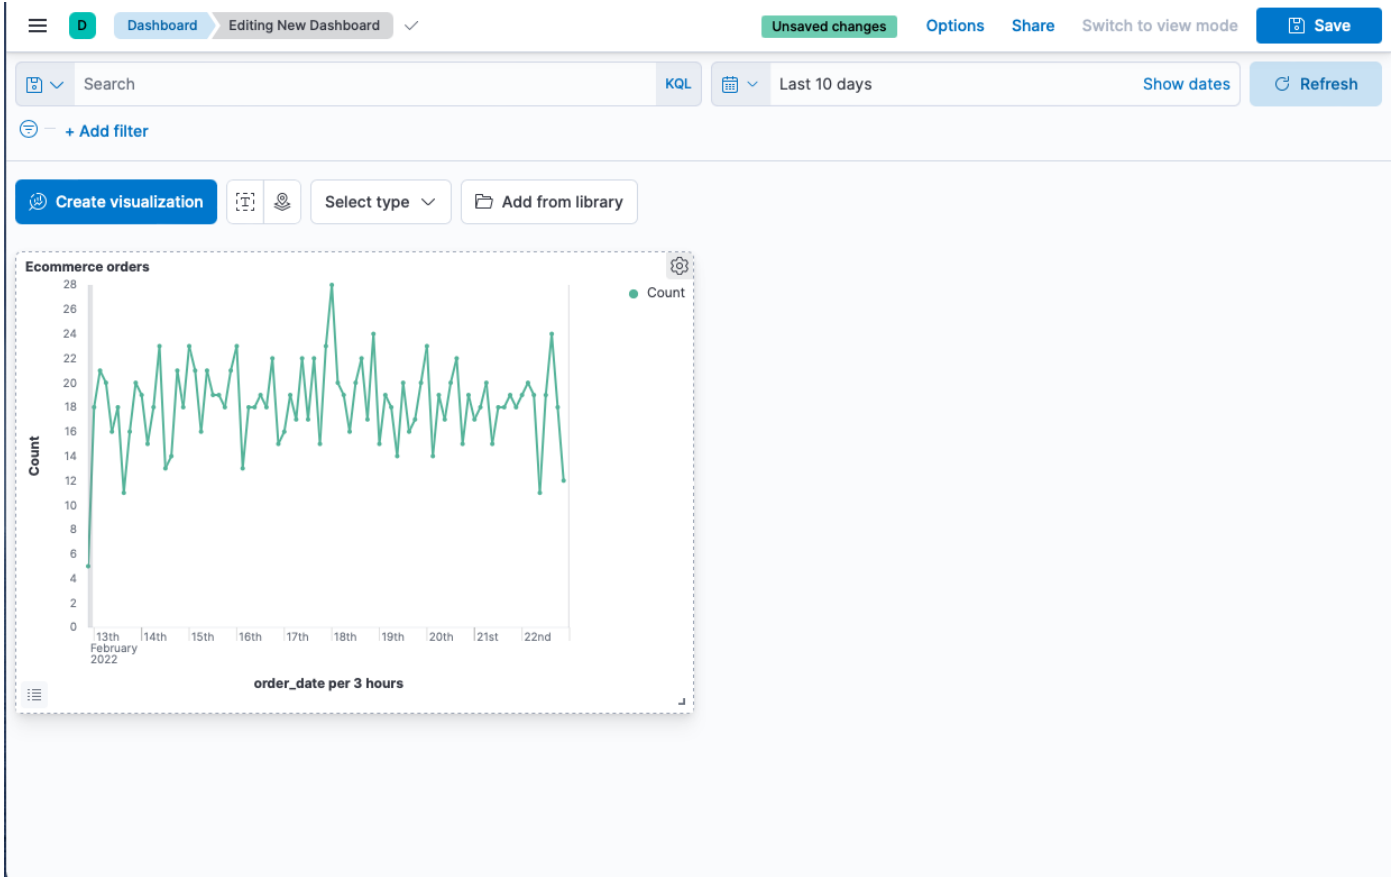 D Dashboard Editing New Dashboard Unsaved changes Options Share Switch to view mode Save
Search KQL Last 10 days Show dates Refresh
+ Add filter
Create visualization T Select type Add from library
Ecommerce orders
Count
28
26
24
22
20
18
16
14
12
10
8
6
4
2
0
Count
13th 14th 15th 16th 17th 18th 19th 20th 21st 22nd
February
2022
order_date per 3 hours